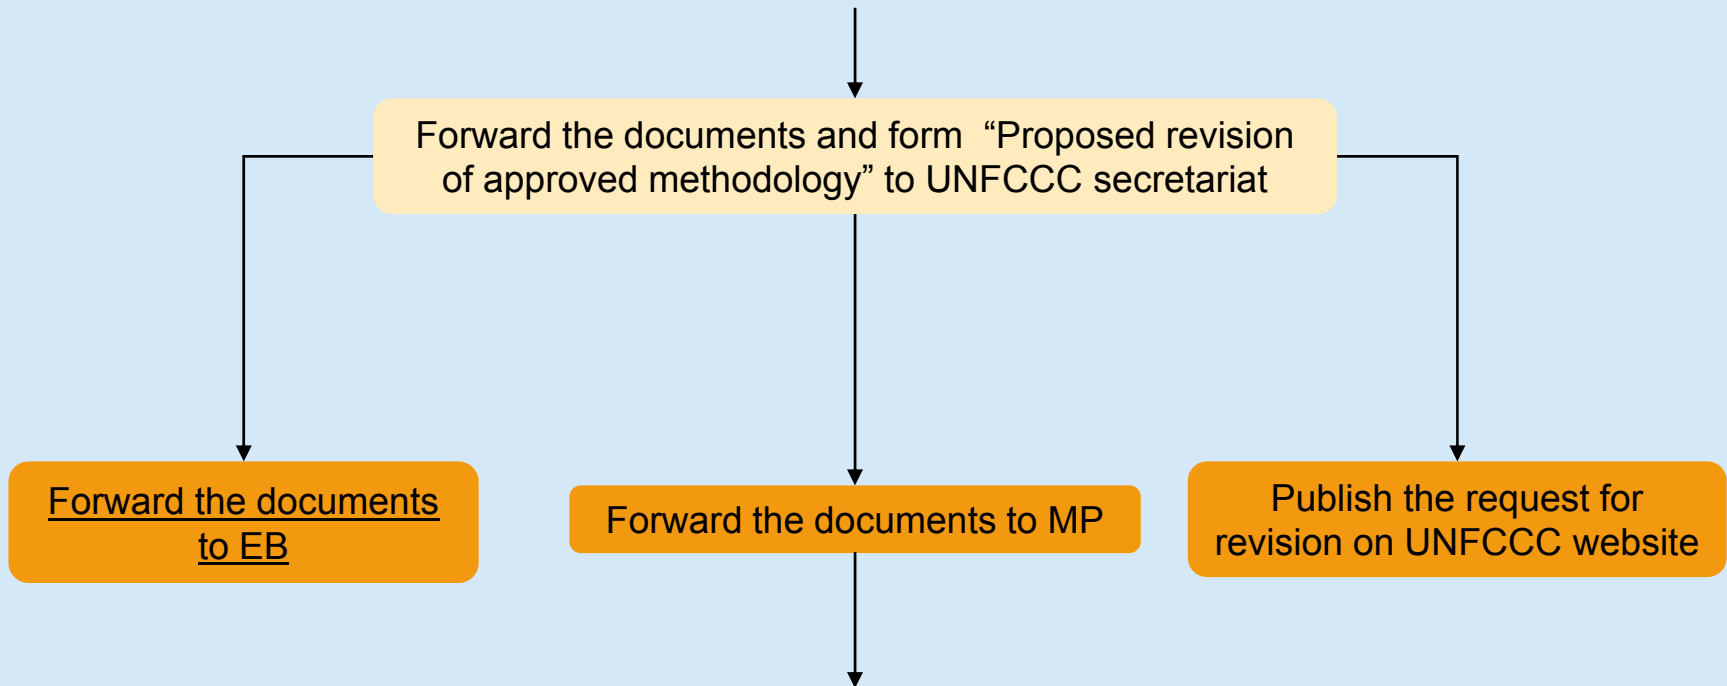 Forward the documents and form “Proposed revision
of approved methodology” to UNFCCC secretariat
Forward the documents
to EB
Forward the documents to MP
Publish the request for
revision on UNFCCC website